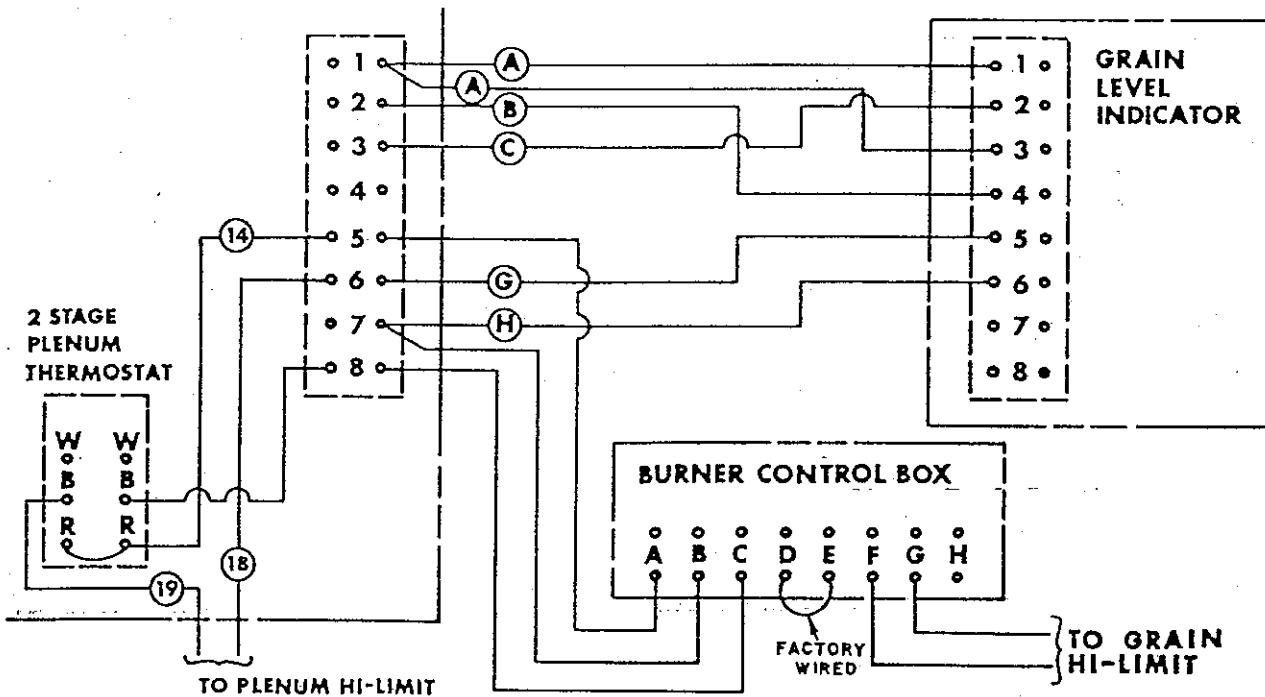 1
2
3
4
5
6
7
8
A
A
B
C
G
H
1
2
3
4
5
6
7
8
GRAIN
LEVEL
INDICATOR
14
18
19
2 STAGE
PLENUM
THERMOSTAT
W W
B B
R R
TO PLENUM HI-LIMIT
BURNER CONTROL BOX
A B C D E F G H
FACTORY
WIRED
TO GRAIN
HI-LIMIT